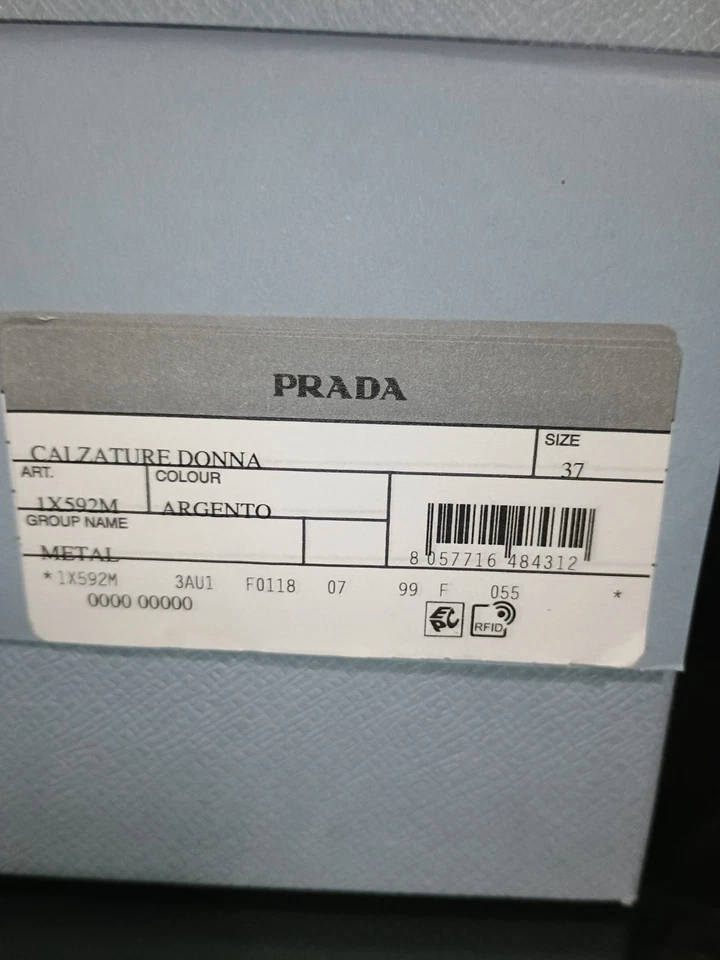 PRADA
CALZATURE DONNA
SIZE
37
ART.
1X592M
COLOUR
ARGENTO
GROUP NAME
METAL
8 057716 484312
*1X592M 3AU1 F0118 07 99 F 055 *
0000 00000
EPC
RFID